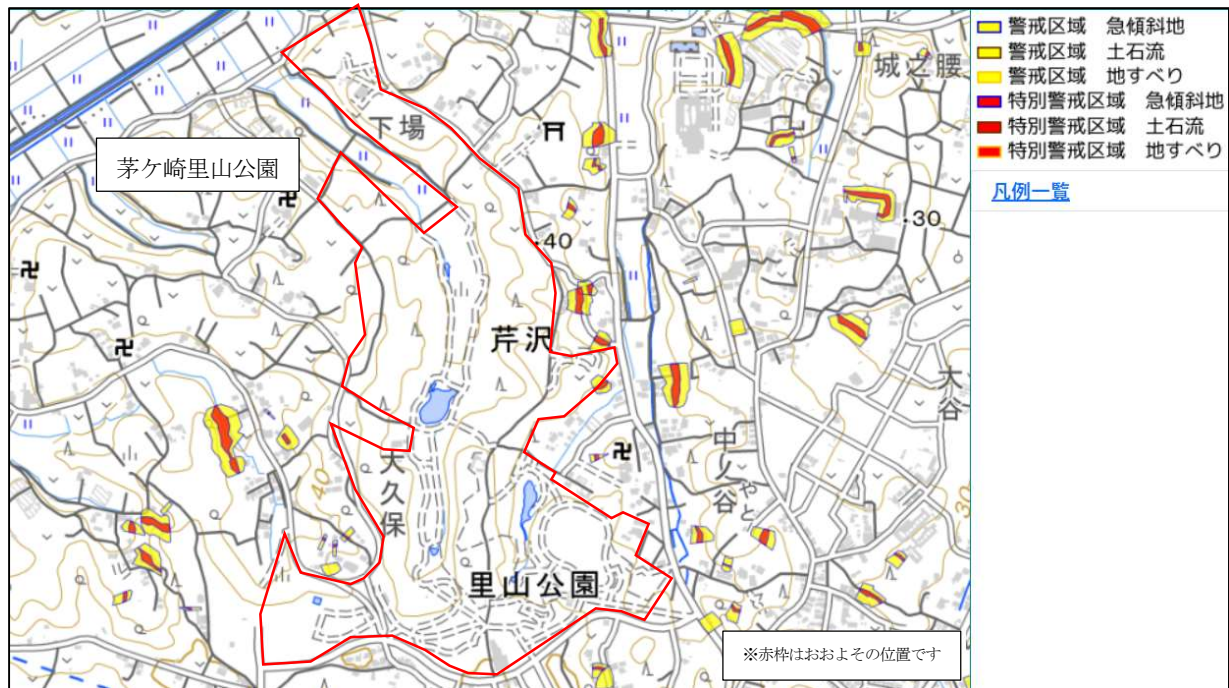 茅ケ崎里山公園
下場
芹沢
大久保
里山公園
城之腰
大谷
中ノ谷
やと
・40
・30
40
30
※赤枠はおおよその位置です
警戒区域 急傾斜地
警戒区域 土石流
警戒区域 地すべり
特別警戒区域 急傾斜地
特別警戒区域 土石流
特別警戒区域 地すべり
凡例一覧